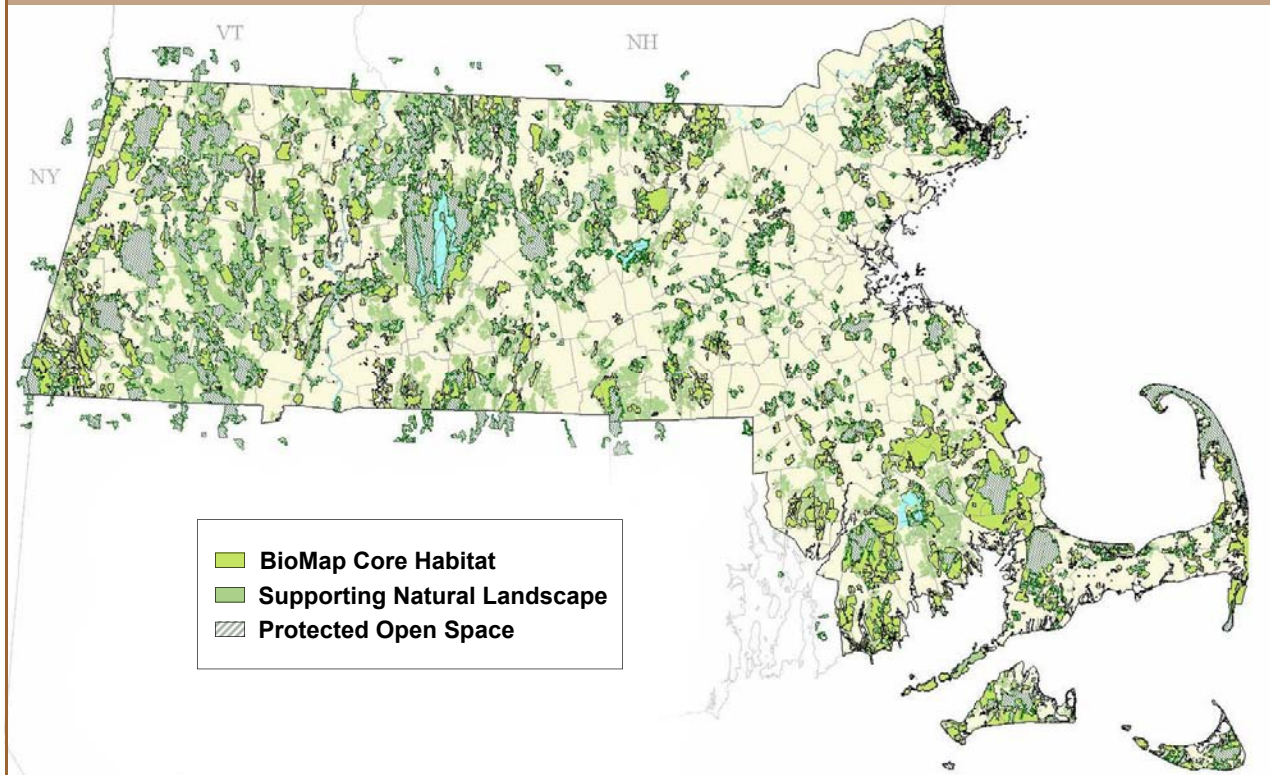 VT
NH
NY
BioMap Core Habitat
Supporting Natural Landscape
Protected Open Space